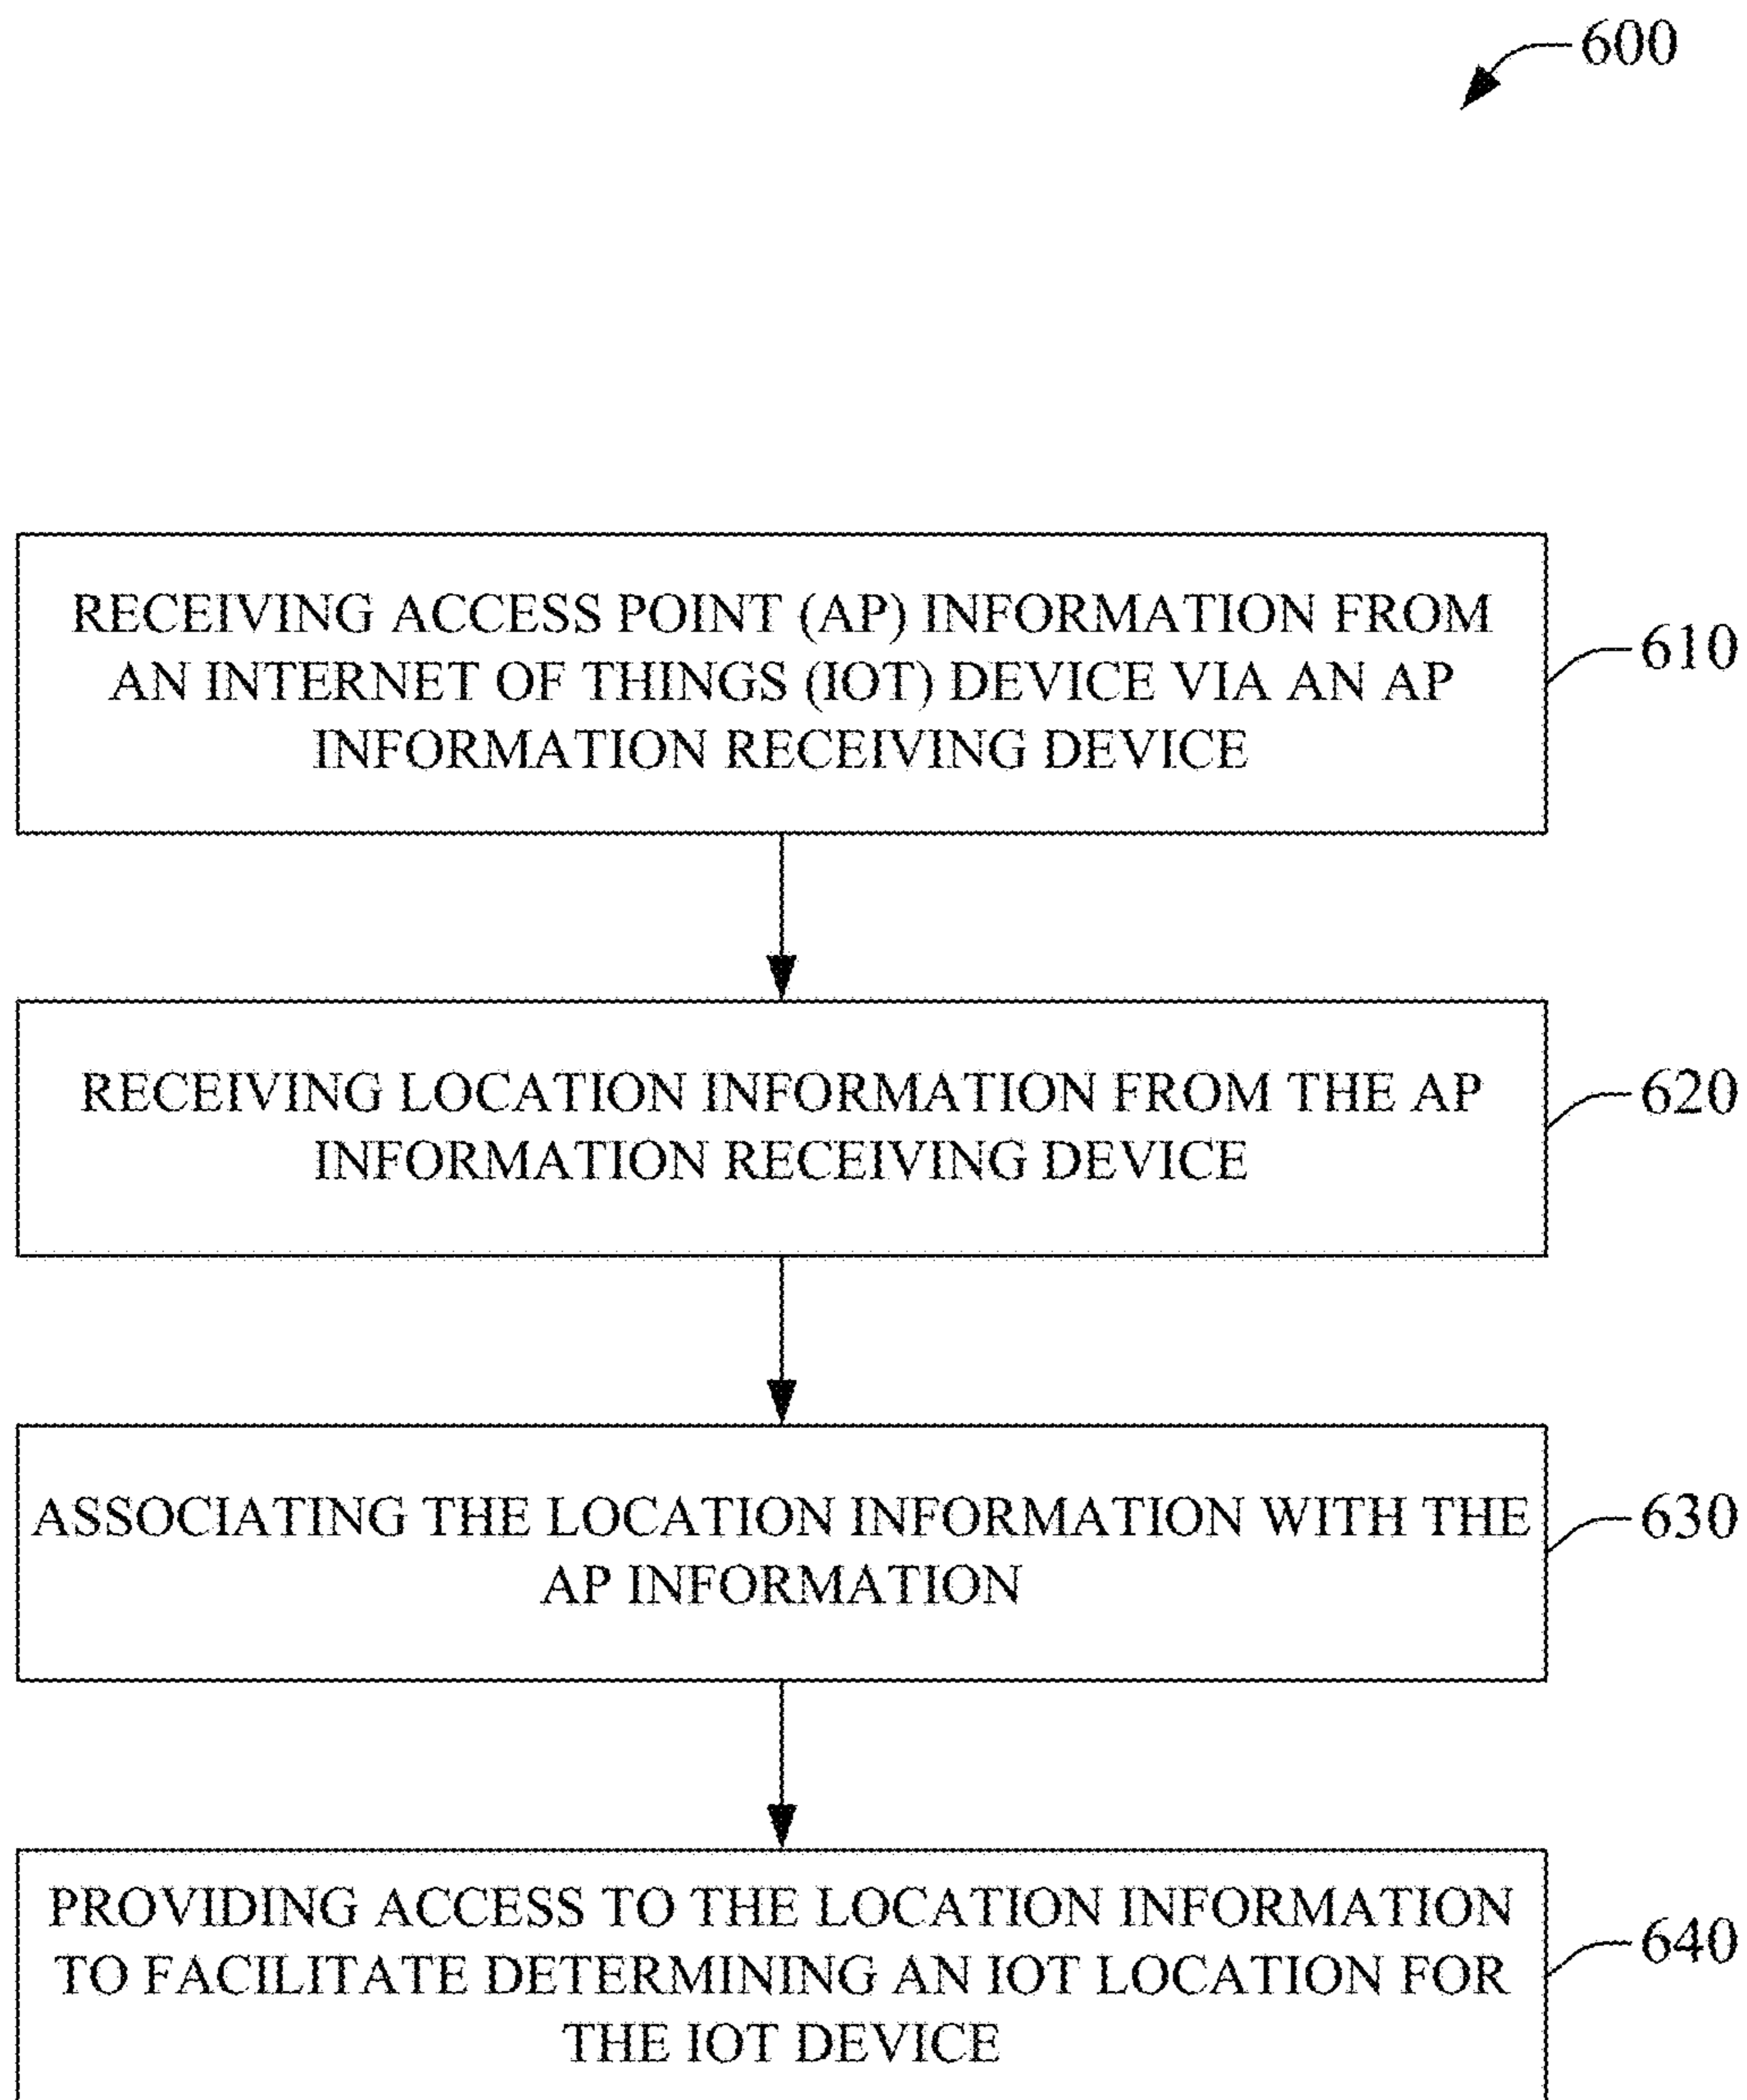 600
RECEIVING ACCESS POINT (AP) INFORMATION FROM
AN INTERNET OF THINGS (IOT) DEVICE VIA AN AP
INFORMATION RECEIVING DEVICE
610
RECEIVING LOCATION INFORMATION FROM THE AP
INFORMATION RECEIVING DEVICE
620
ASSOCIATING THE LOCATION INFORMATION WITH THE
AP INFORMATION
630
PROVIDING ACCESS TO THE LOCATION INFORMATION
TO FACILITATE DETERMINING AN IOT LOCATION FOR
THE IOT DEVICE
640